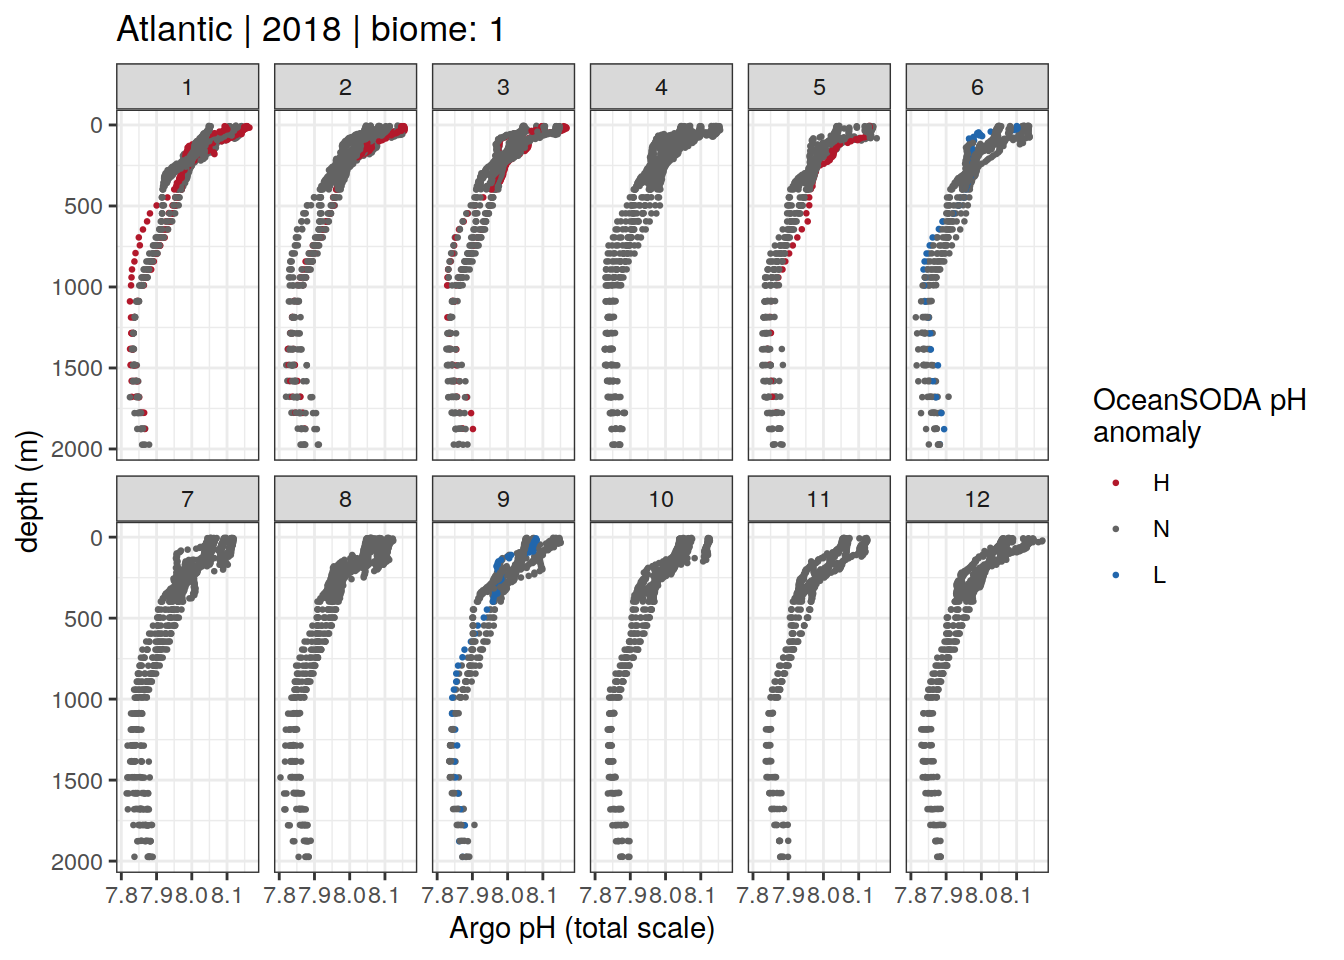 Atlantic | 2018 | biome: 1
1 2 3 4 5 6
0
500
1000
1500
2000
7 8 9 10 11 12
0
500
1000
1500
2000
7.87.98.08.1 7.87.98.08.1 7.87.98.08.1 7.87.98.08.1 7.87.98.08.1 7.87.98.08.1
depth (m)
Argo pH (total scale)
OceanSODA pH
anomaly
H
N
L